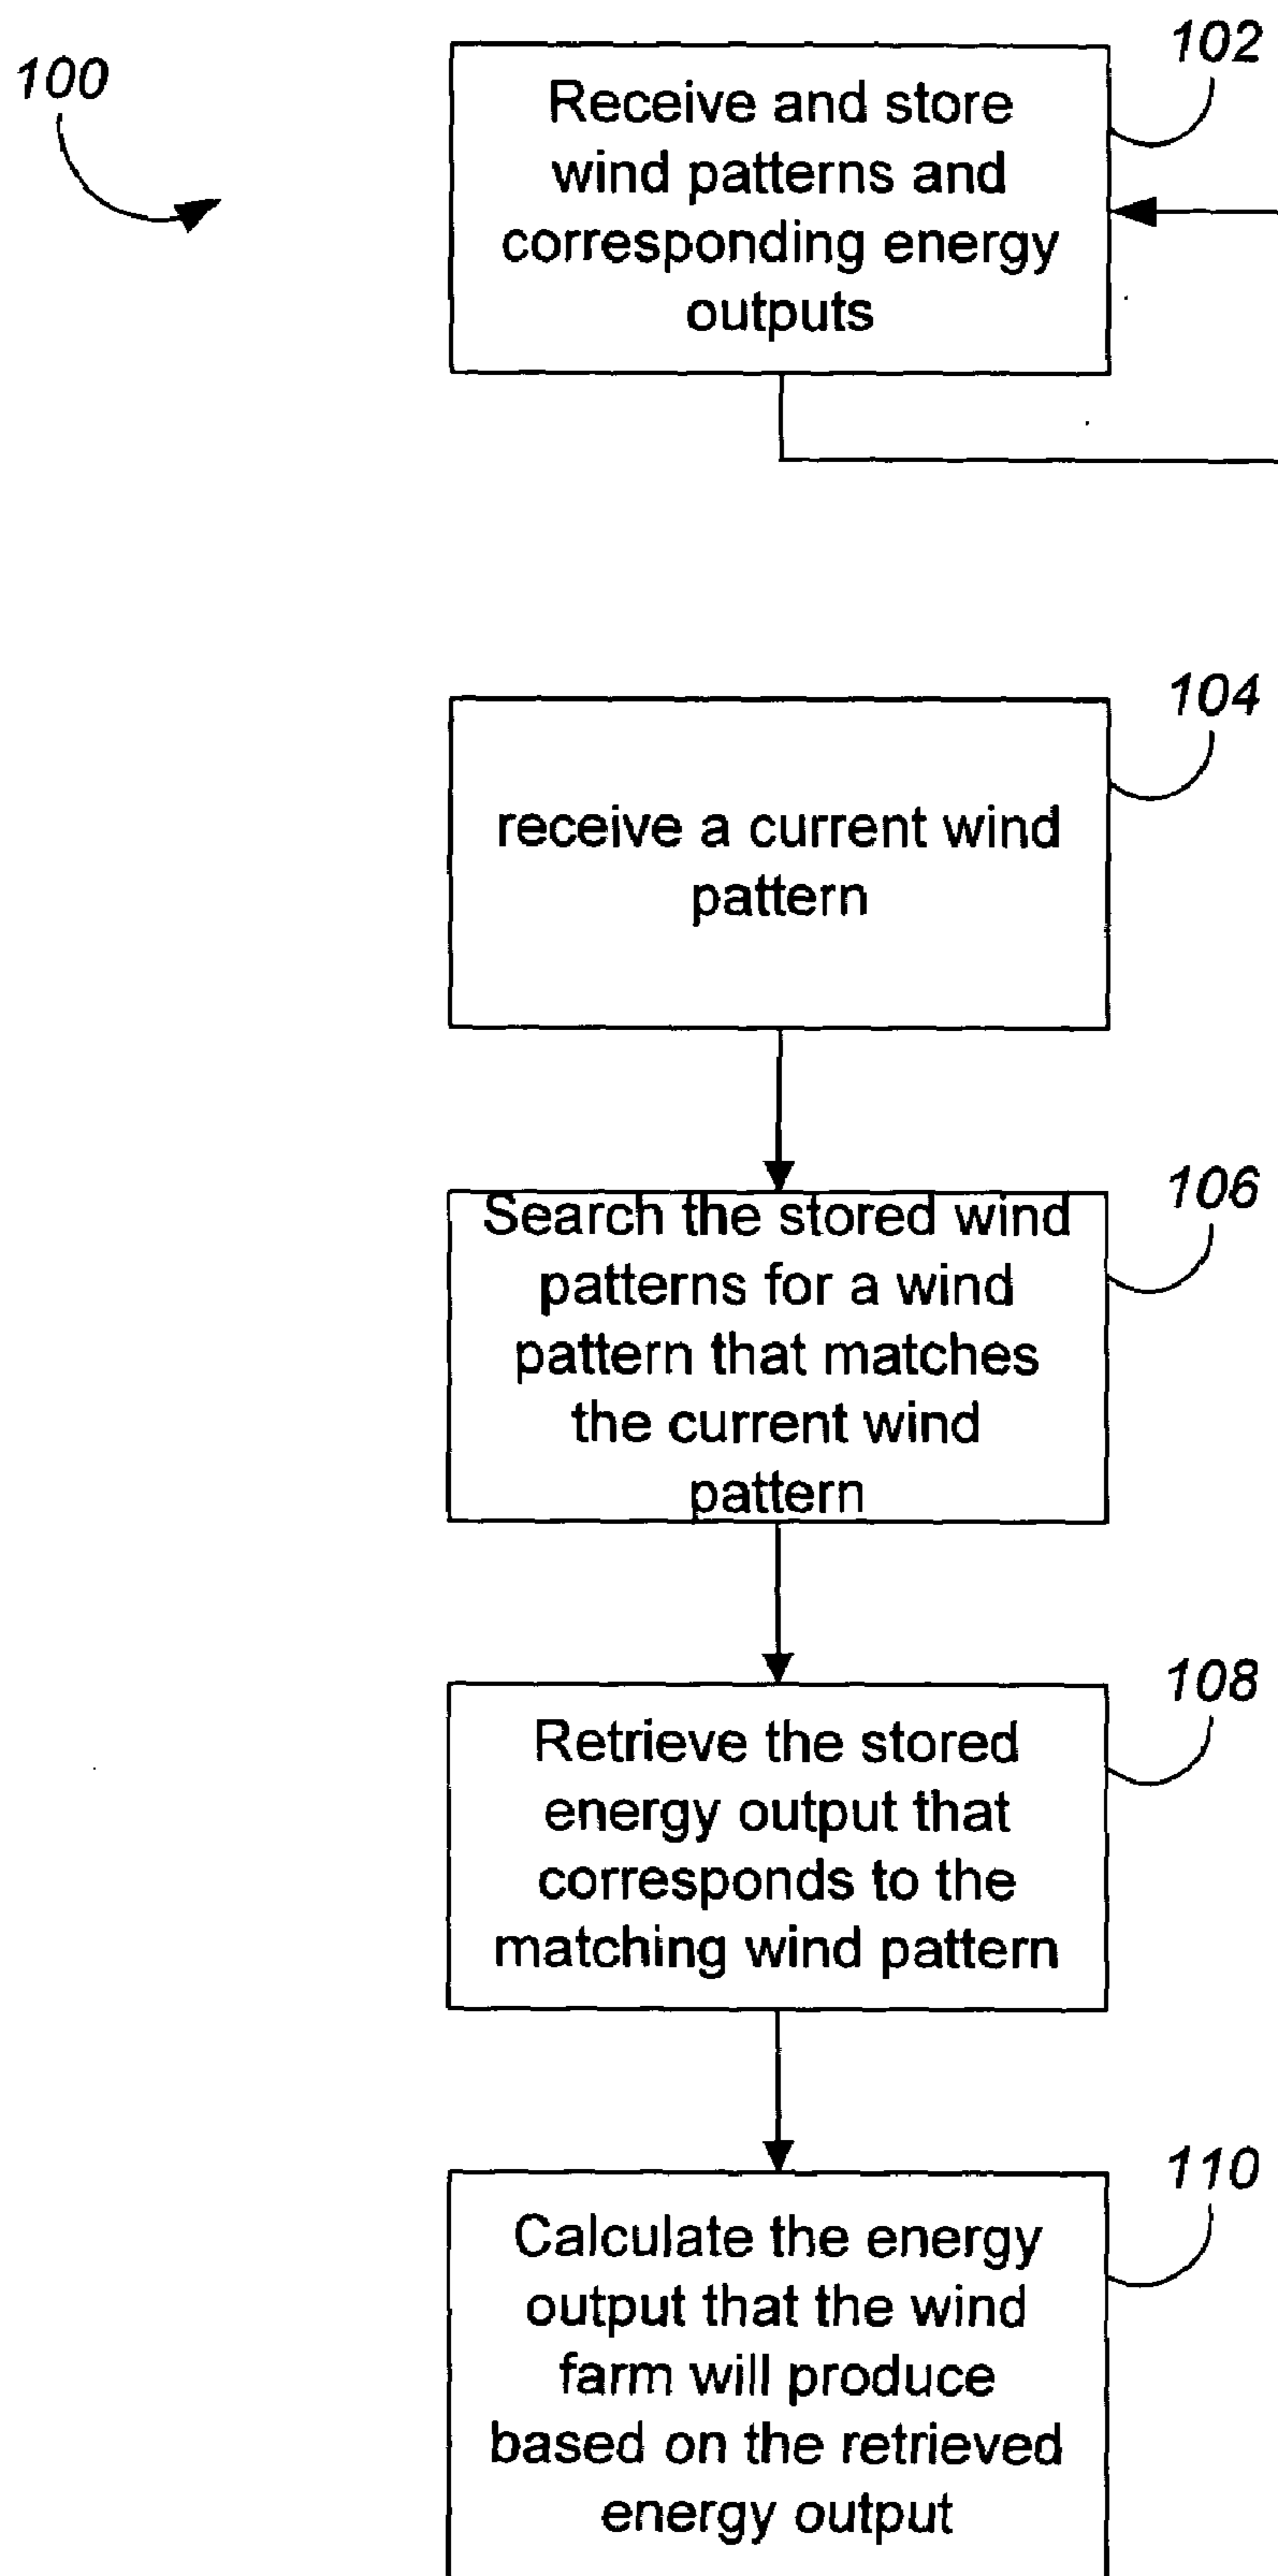 100
102
Receive and store
wind patterns and
corresponding energy
outputs
104
receive a current wind
pattern
106
Search the stored wind
patterns for a wind
pattern that matches
the current wind
pattern
108
Retrieve the stored
energy output that
corresponds to the
matching wind pattern
110
Calculate the energy
output that the wind
farm will produce
based on the retrieved
energy output